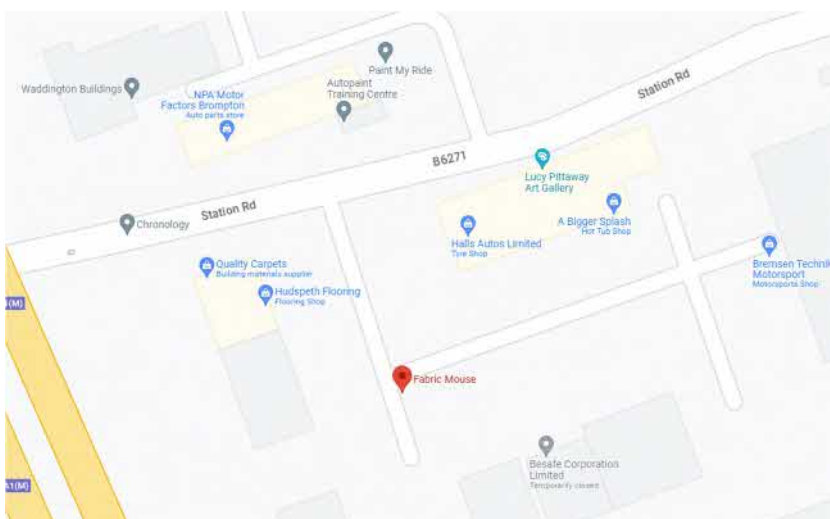 Station Rd
Paint My Ride
Autopaint
Training Centre
Waddington Buildings
NPA Motor
Factors Brompton
Auto parts store
B6271
Lucy Pittaway
Art Gallery
Station Rd
Chronology
A Bigger Splash
Hot Tub Shop
Halls Autos Limited
Tyre Shop
Quality Carpets
Building materials supplier
Bremsen Technik
Motorsport
Motorsports Shop
Hudspeth Flooring
Flooring Shop
(M)
Fabric Mouse
Besafe Corporation
Limited
Temporarily closed
A1(M)